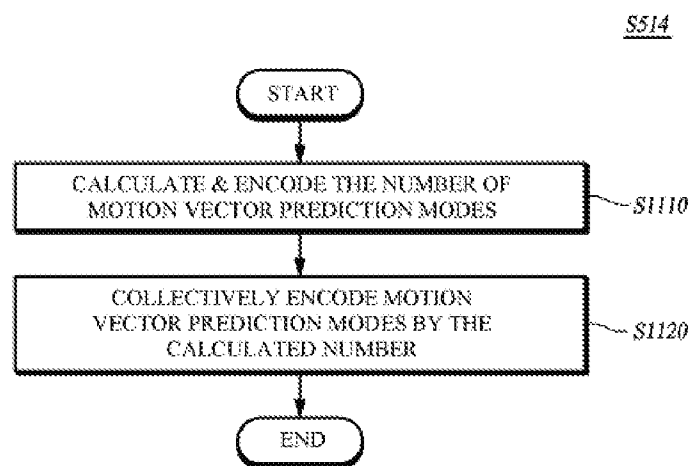 S514
START
CALCULATE & ENCODE THE NUMBER OF
MOTION VECTOR PREDICTION MODES
S1110
COLLECTIVELY ENCODE MOTION
VECTOR PREDICTION MODES BY THE
CALCULATED NUMBER
S1120
END